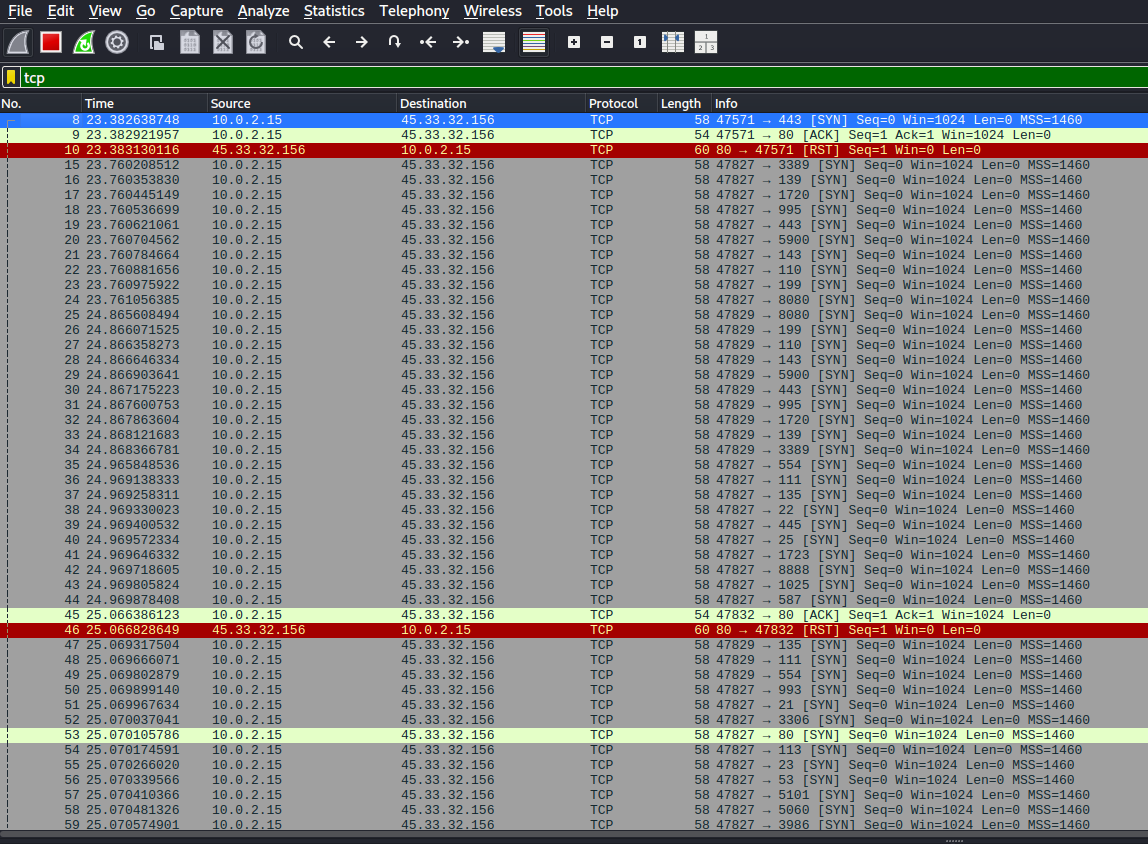 File Edit View Go Capture Analyze Statistics Telephony Wireless Tools Help
tcp
No. Time Source Destination Protocol Length Info
8 23.382638748 10.0.2.15 45.33.32.156 TCP 58 47571 → 443 [SYN] Seq=0 Win=1024 Len=0 MSS=1460
9 23.382921957 10.0.2.15 45.33.32.156 TCP 54 47571 → 80 [ACK] Seq=1 Ack=1 Win=1024 Len=0
10 23.383130116 45.33.32.156 10.0.2.15 TCP 60 80 → 47571 [RST] Seq=1 Win=0 Len=0
15 23.760208512 10.0.2.15 45.33.32.156 TCP 58 47827 → 3389 [SYN] Seq=0 Win=1024 Len=0 MSS=1460
16 23.760353830 10.0.2.15 45.33.32.156 TCP 58 47827 → 139 [SYN] Seq=0 Win=1024 Len=0 MSS=1460
17 23.760445149 10.0.2.15 45.33.32.156 TCP 58 47827 → 1720 [SYN] Seq=0 Win=1024 Len=0 MSS=1460
18 23.760536699 10.0.2.15 45.33.32.156 TCP 58 47827 → 995 [SYN] Seq=0 Win=1024 Len=0 MSS=1460
19 23.760621061 10.0.2.15 45.33.32.156 TCP 58 47827 → 443 [SYN] Seq=0 Win=1024 Len=0 MSS=1460
20 23.760704562 10.0.2.15 45.33.32.156 TCP 58 47827 → 5900 [SYN] Seq=0 Win=1024 Len=0 MSS=1460
21 23.760784664 10.0.2.15 45.33.32.156 TCP 58 47827 → 143 [SYN] Seq=0 Win=1024 Len=0 MSS=1460
22 23.760881656 10.0.2.15 45.33.32.156 TCP 58 47827 → 110 [SYN] Seq=0 Win=1024 Len=0 MSS=1460
23 23.760975922 10.0.2.15 45.33.32.156 TCP 58 47827 → 199 [SYN] Seq=0 Win=1024 Len=0 MSS=1460
24 23.761056385 10.0.2.15 45.33.32.156 TCP 58 47827 → 8080 [SYN] Seq=0 Win=1024 Len=0 MSS=1460
25 24.865608494 10.0.2.15 45.33.32.156 TCP 58 47829 → 8080 [SYN] Seq=0 Win=1024 Len=0 MSS=1460
26 24.866071525 10.0.2.15 45.33.32.156 TCP 58 47829 → 199 [SYN] Seq=0 Win=1024 Len=0 MSS=1460
27 24.866358273 10.0.2.15 45.33.32.156 TCP 58 47829 → 110 [SYN] Seq=0 Win=1024 Len=0 MSS=1460
28 24.866646334 10.0.2.15 45.33.32.156 TCP 58 47829 → 143 [SYN] Seq=0 Win=1024 Len=0 MSS=1460
29 24.866903641 10.0.2.15 45.33.32.156 TCP 58 47829 → 5900 [SYN] Seq=0 Win=1024 Len=0 MSS=1460
30 24.867175223 10.0.2.15 45.33.32.156 TCP 58 47829 → 443 [SYN] Seq=0 Win=1024 Len=0 MSS=1460
31 24.867600753 10.0.2.15 45.33.32.156 TCP 58 47829 → 995 [SYN] Seq=0 Win=1024 Len=0 MSS=1460
32 24.867863604 10.0.2.15 45.33.32.156 TCP 58 47829 → 1720 [SYN] Seq=0 Win=1024 Len=0 MSS=1460
33 24.868121683 10.0.2.15 45.33.32.156 TCP 58 47829 → 139 [SYN] Seq=0 Win=1024 Len=0 MSS=1460
34 24.868366781 10.0.2.15 45.33.32.156 TCP 58 47829 → 3389 [SYN] Seq=0 Win=1024 Len=0 MSS=1460
35 24.965848536 10.0.2.15 45.33.32.156 TCP 58 47827 → 554 [SYN] Seq=0 Win=1024 Len=0 MSS=1460
36 24.969138333 10.0.2.15 45.33.32.156 TCP 58 47827 → 111 [SYN] Seq=0 Win=1024 Len=0 MSS=1460
37 24.969258311 10.0.2.15 45.33.32.156 TCP 58 47827 → 135 [SYN] Seq=0 Win=1024 Len=0 MSS=1460
38 24.969330023 10.0.2.15 45.33.32.156 TCP 58 47827 → 22 [SYN] Seq=0 Win=1024 Len=0 MSS=1460
39 24.969400532 10.0.2.15 45.33.32.156 TCP 58 47827 → 445 [SYN] Seq=0 Win=1024 Len=0 MSS=1460
40 24.969572334 10.0.2.15 45.33.32.156 TCP 58 47827 → 25 [SYN] Seq=0 Win=1024 Len=0 MSS=1460
41 24.969646332 10.0.2.15 45.33.32.156 TCP 58 47827 → 1723 [SYN] Seq=0 Win=1024 Len=0 MSS=1460
42 24.969718605 10.0.2.15 45.33.32.156 TCP 58 47827 → 8888 [SYN] Seq=0 Win=1024 Len=0 MSS=1460
43 24.969805824 10.0.2.15 45.33.32.156 TCP 58 47827 → 1025 [SYN] Seq=0 Win=1024 Len=0 MSS=1460
44 24.969878408 10.0.2.15 45.33.32.156 TCP 58 47827 → 587 [SYN] Seq=0 Win=1024 Len=0 MSS=1460
45 25.066386123 10.0.2.15 45.33.32.156 TCP 54 47832 → 80 [ACK] Seq=1 Ack=1 Win=1024 Len=0
46 25.066828649 45.33.32.156 10.0.2.15 TCP 60 80 → 47832 [RST] Seq=1 Win=0 Len=0
47 25.069317504 10.0.2.15 45.33.32.156 TCP 58 47829 → 135 [SYN] Seq=0 Win=1024 Len=0 MSS=1460
48 25.069666071 10.0.2.15 45.33.32.156 TCP 58 47829 → 111 [SYN] Seq=0 Win=1024 Len=0 MSS=1460
49 25.069802879 10.0.2.15 45.33.32.156 TCP 58 47829 → 554 [SYN] Seq=0 Win=1024 Len=0 MSS=1460
50 25.069899140 10.0.2.15 45.33.32.156 TCP 58 47827 → 993 [SYN] Seq=0 Win=1024 Len=0 MSS=1460
51 25.069967634 10.0.2.15 45.33.32.156 TCP 58 47827 → 21 [SYN] Seq=0 Win=1024 Len=0 MSS=1460
52 25.070037041 10.0.2.15 45.33.32.156 TCP 58 47827 → 3306 [SYN] Seq=0 Win=1024 Len=0 MSS=1460
53 25.070105786 10.0.2.15 45.33.32.156 TCP 58 47827 → 80 [SYN] Seq=0 Win=1024 Len=0 MSS=1460
54 25.070174591 10.0.2.15 45.33.32.156 TCP 58 47827 → 113 [SYN] Seq=0 Win=1024 Len=0 MSS=1460
55 25.070266020 10.0.2.15 45.33.32.156 TCP 58 47827 → 23 [SYN] Seq=0 Win=1024 Len=0 MSS=1460
56 25.070339566 10.0.2.15 45.33.32.156 TCP 58 47827 → 53 [SYN] Seq=0 Win=1024 Len=0 MSS=1460
57 25.070410366 10.0.2.15 45.33.32.156 TCP 58 47827 → 5101 [SYN] Seq=0 Win=1024 Len=0 MSS=1460
58 25.070481326 10.0.2.15 45.33.32.156 TCP 58 47827 → 5060 [SYN] Seq=0 Win=1024 Len=0 MSS=1460
59 25.070574901 10.0.2.15 45.33.32.156 TCP 58 47827 → 3986 [SYN] Seq=0 Win=1024 Len=0 MSS=1460